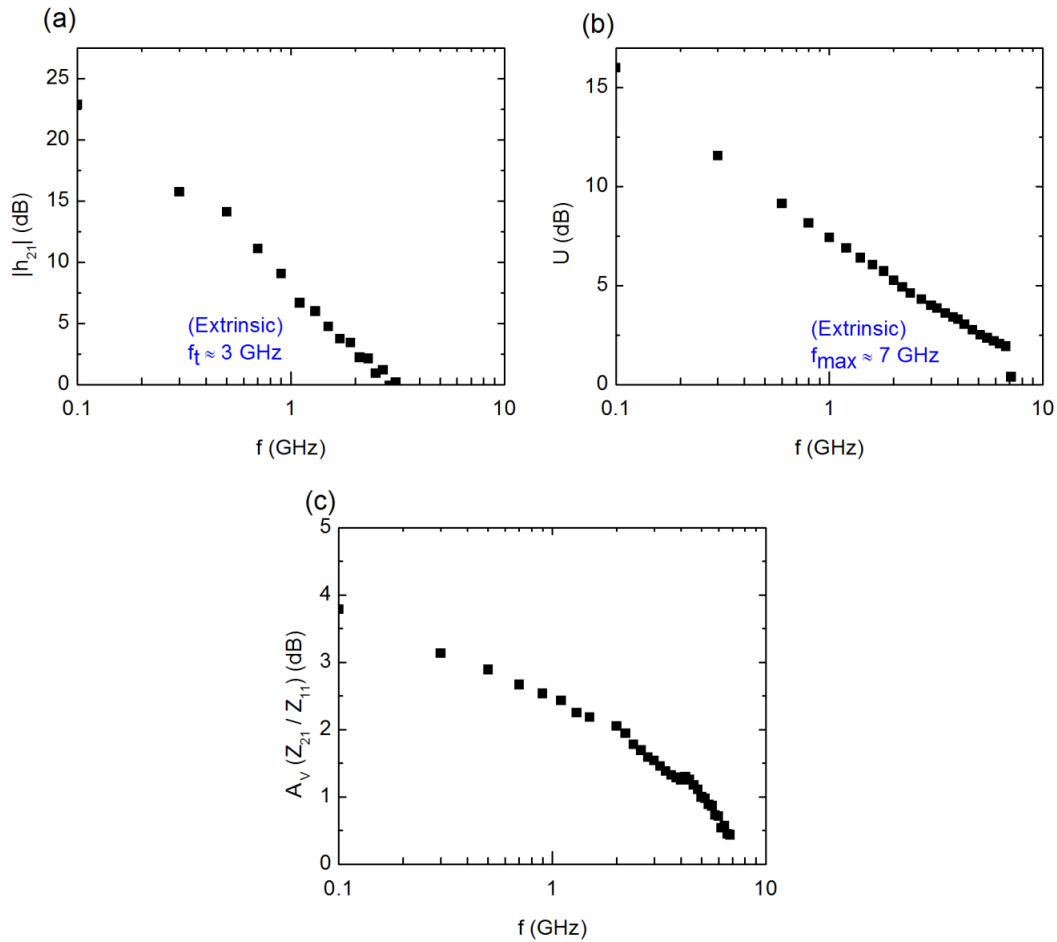 (a)
25
20
15
10
5
0
|h₂₁| (dB)
(Extrinsic)
fₜ ≈ 3 GHz
0.1 1 10
f (GHz)
(b)
15
10
5
0
U (dB)
(Extrinsic)
f_max ≈ 7 GHz
0.1 1 10
f (GHz)
(c)
5
4
3
2
1
0
A_V (Z₂₁ / Z₁₁) (dB)
0.1 1 10
f (GHz)